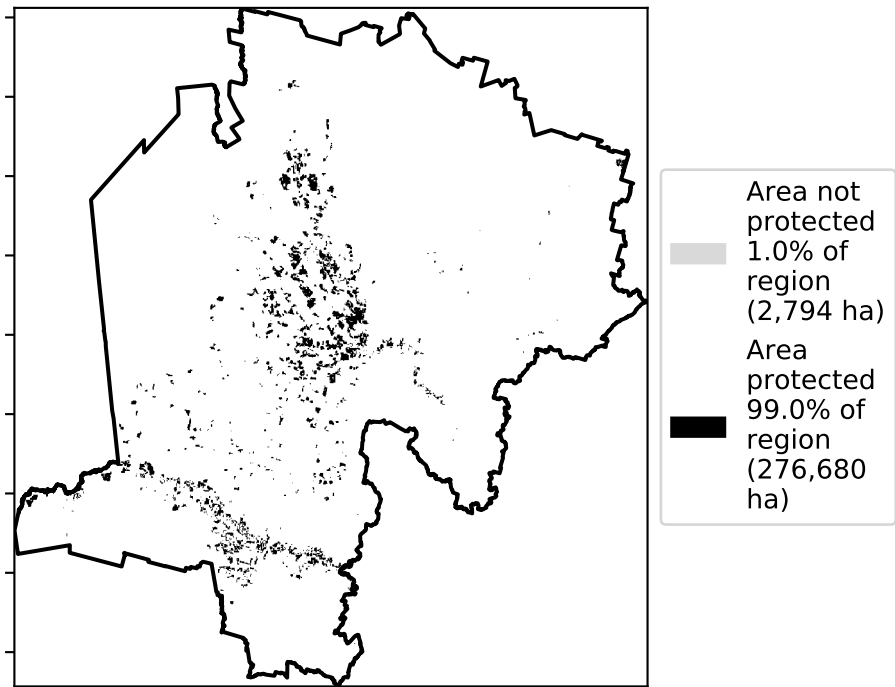 Area not
protected
1.0% of
region
(2,794 ha)
Area
protected
99.0% of
region
(276,680
ha)